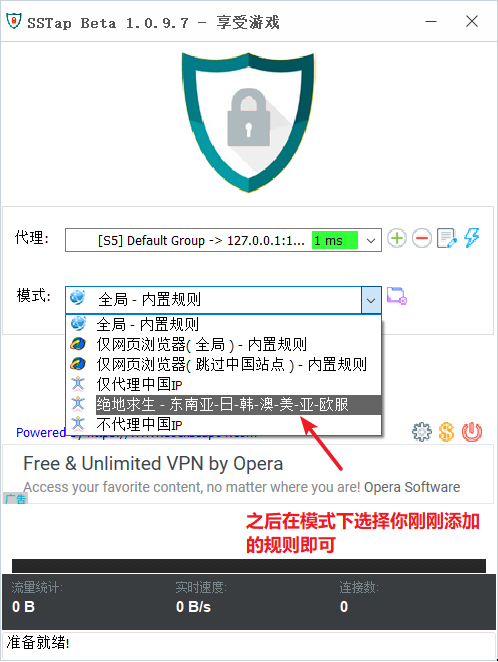 SSTap Beta 1.0.9.7 - 享受游戏
代理:
[S5] Default Group -> 127.0.0.1:1...
1 ms
模式:
全局 - 内置规则
全局 - 内置规则
仅网页浏览器( 全局 ) - 内置规则
仅网页浏览器( 跳过中国站点 ) - 内置规则
仅代理中国IP
绝地求生 - 东南亚-日-韩-澳-美-亚-欧服
不代理中国IP
Powered
Free & Unlimited VPN by Opera
Access your favorite content, no matter where you are! Opera Software
广告
之后在模式下选择你刚刚添加
的规则即可
流量统计: 实时速度: 连接数:
0 B 0 B/s 0
准备就绪!